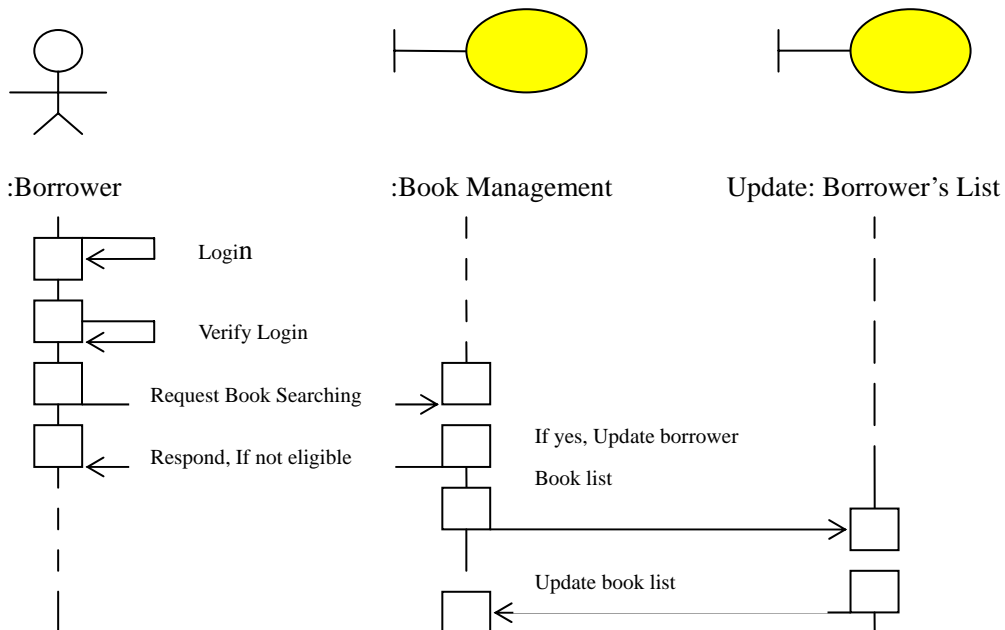 :Borrower
:Book Management
Update: Borrower’s List
Login
Verify Login
Request Book Searching
Respond, If not eligible
If yes, Update borrower
Book list
Update book list